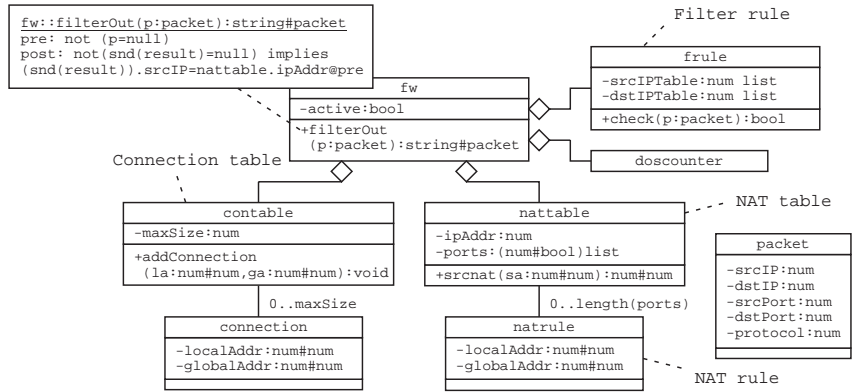 fw::filterOut(p:packet):string#packet
pre: not (p=null)
post: not(snd(result)=null) implies
(snd(result)).srcIP=nattable.ipAddr@pre
Filter rule
frule
-srcIPTable:num list
-dstIPTable:num list
+check(p:packet):bool
fw
-active:bool
+filterOut
(p:packet):string#packet
doscounter
Connection table
contable
-maxSize:num
+addConnection
(la:num#num,ga:num#num):void
NAT table
nattable
-ipAddr:num
-ports:(num#bool)list
+srcnat(sa:num#num):num#num
packet
-srcIP:num
-dstIP:num
-srcPort:num
-dstPort:num
-protocol:num
0..maxSize
0..length(ports)
connection
-localAddr:num#num
-globalAddr:num#num
natrule
-localAddr:num#num
-globalAddr:num#num
NAT rule